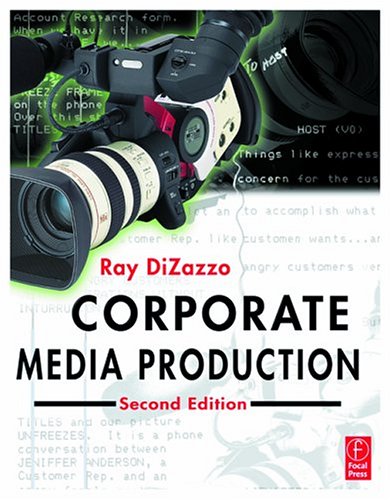 Account Research form.
When we have it in
TO HOST
FREEZE FRAME
on the phone
Over this s
TITLES
HOST (VO)
Things like express
concern for the cus
to accomplish what
Customer Rep. like customers wants...an
angry customers
Ray DiZazzo
CORPORATE
MEDIA PRODUCTION
Second Edition
TITLES and our picture
UNFREEZES. It is a phone
conversation between
JENIFFER ANDERSON, a
Customer Rep. and an
Focal
Press